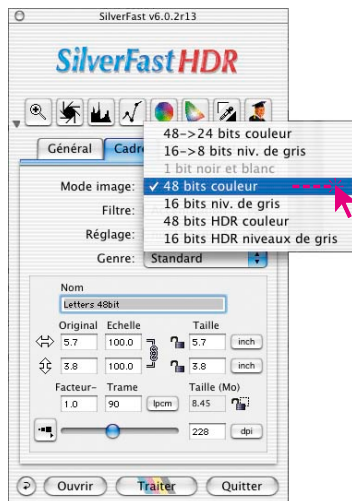 SilverFast v6.0.2r13
SilverFast HDR
48->24 bits couleur
16->8 bits niv. de gris
1 bit noir et blanc
✓ 48 bits couleur
16 bits niv. de gris
48 bits HDR couleur
16 bits HDR niveaux de gris
Général
Mode image:
Filtre:
Réglage:
Genre: Standard
Nom
Letters 48bit
Original Echelle Taille
5.7 100.0 5.7 inch
3.8 100.0 3.8 inch
Facteur- Trame Taille (Mo)
1.0 90 lpcm 8.45
228 dpi
Ouvrir Traiter Quitter